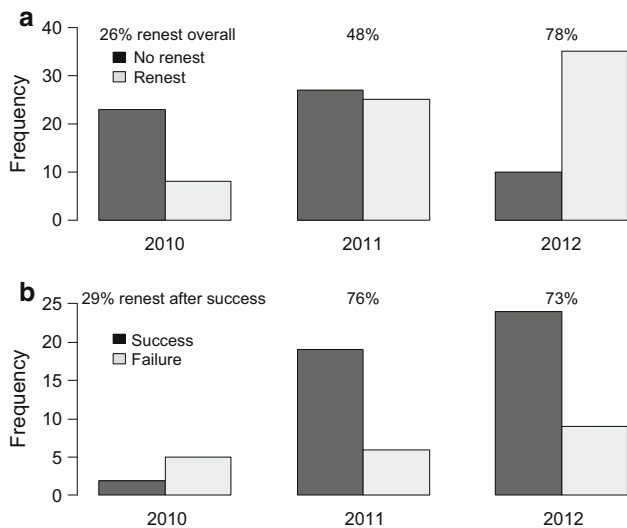 a
26% renest overall 48% 78%
No renest
Renest
Frequency
40
30
20
10
0
2010 2011 2012
b
29% renest after success 76% 73%
Success
Failure
Frequency
25
20
15
10
5
0
2010 2011 2012